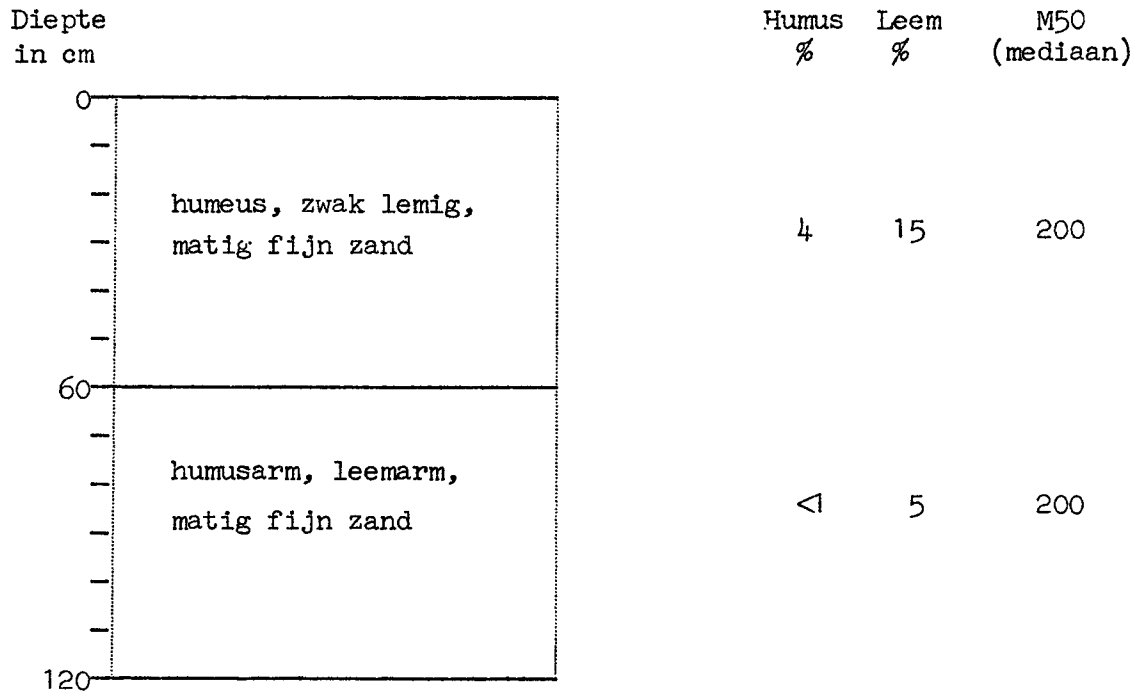 Diepte Humus Leem M50
in cm % % (mediaan)
0
humeus, zwak lemig,
matig fijn zand 4 15 200
60
humusarm, leemarm,
matig fijn zand <1 5 200
120